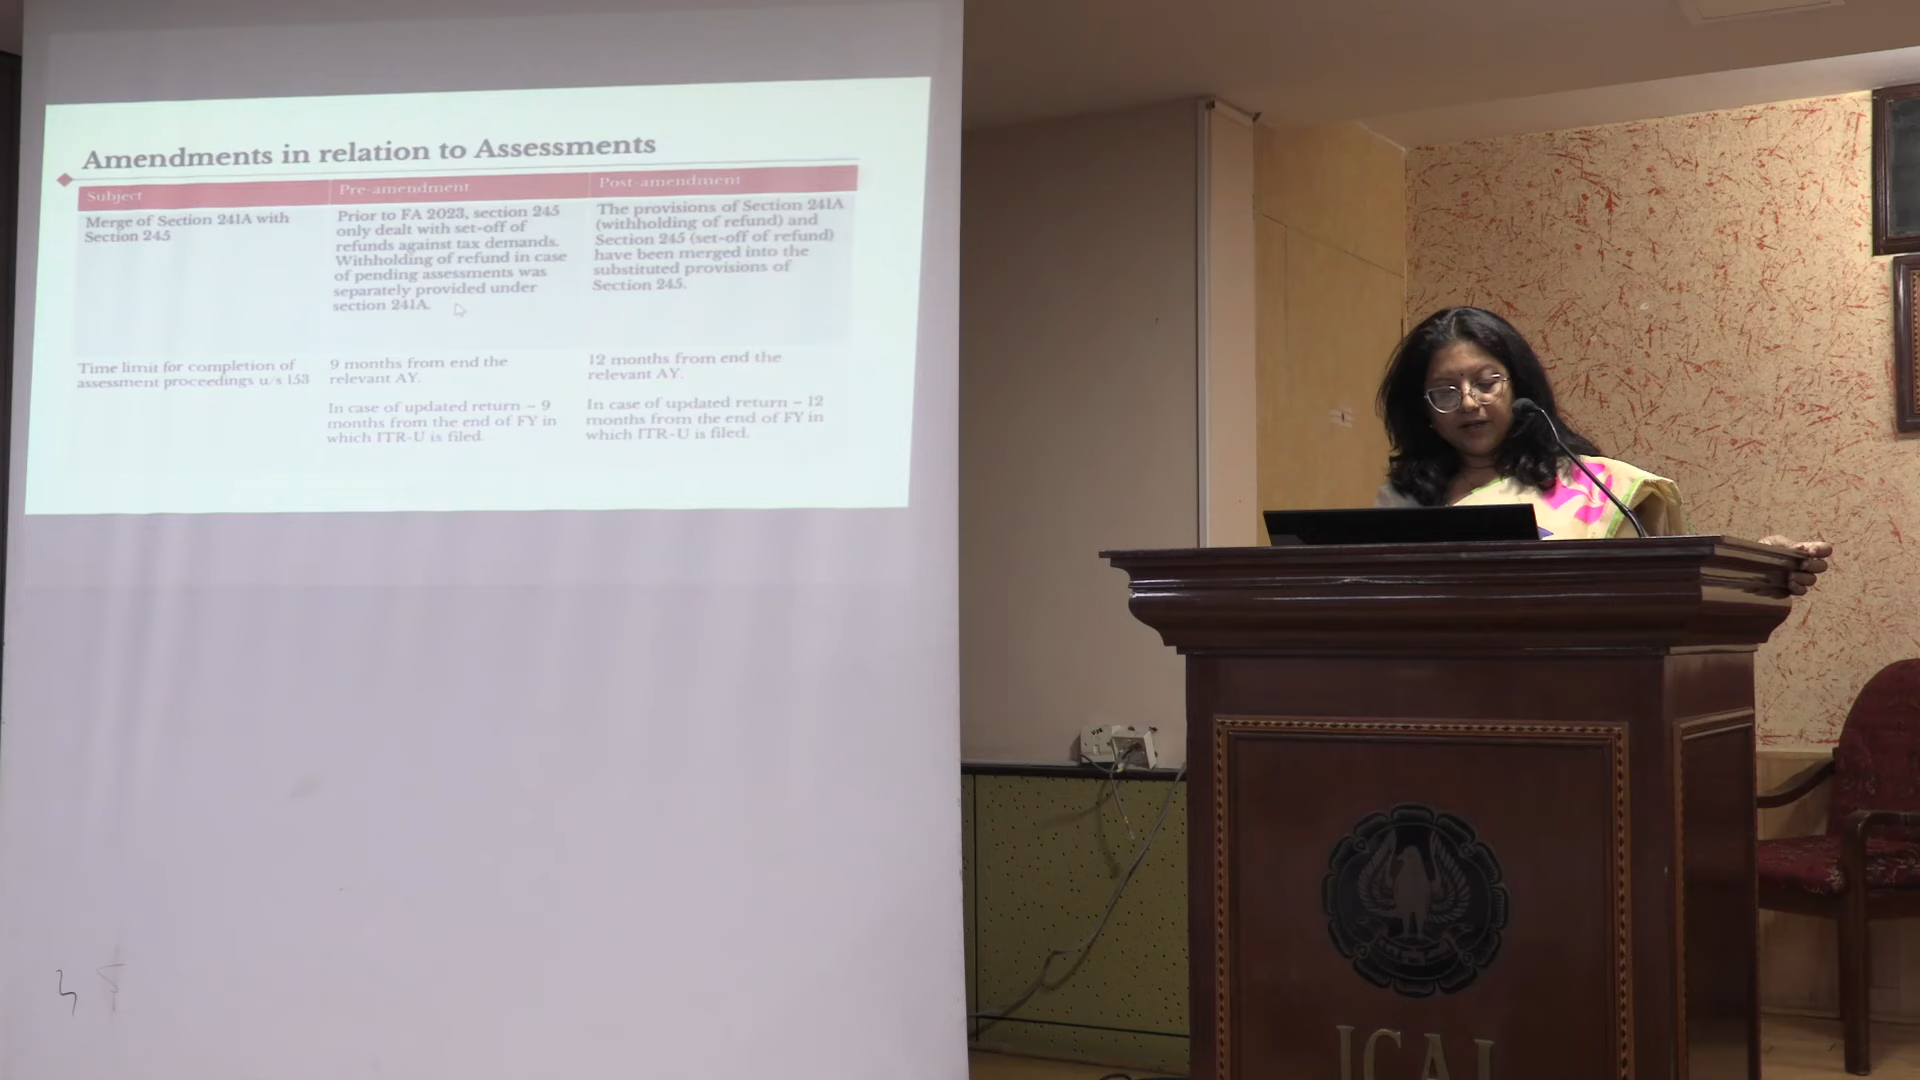 Amendments in relation to Assessments
Subject
Pre-amendment
Post-amendment
Merge of Section 241A with
Section 245
Prior to FA 2023, section 245
only dealt with set-off of
refunds against tax demands.
Withholding of refund in case
of pending assessments was
separately provided under
section 241A.
The provisions of Section 241A
(withholding of refund) and
Section 245 (set-off of refund)
have been merged into the
substituted provisions of
Section 245.
Time limit for completion of
assessment proceedings u/s 153
9 months from end the
relevant AY.
In case of updated return – 9
months from the end of FY in
which ITR-U is filed.
12 months from end the
relevant AY.
In case of updated return – 12
months from the end of FY in
which ITR-U is filed.
ICAI